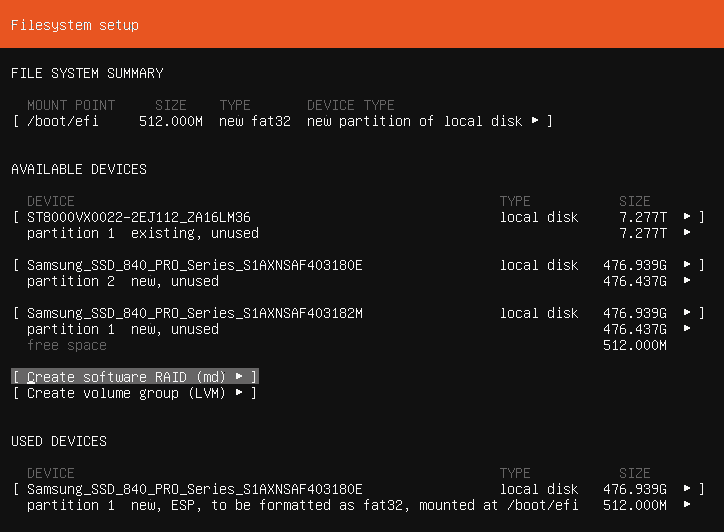 Filesystem setup
FILE SYSTEM SUMMARY
MOUNT POINT SIZE TYPE DEVICE TYPE
[ /boot/efi 512.000M new fat32 new partition of local disk ▸ ]
AVAILABLE DEVICES
DEVICE TYPE SIZE
[ ST8000VX0022-2EJ112_ZA16LM36 local disk 7.277T ▸ ]
partition 1 existing, unused 7.277T ▸
[ Samsung_SSD_840_PRO_Series_S1AXNSAF403180E local disk 476.939G ▸ ]
partition 2 new, unused 476.437G ▸
[ Samsung_SSD_840_PRO_Series_S1AXNSAF403182M local disk 476.939G ▸ ]
partition 1 new, unused 476.437G ▸
free space 512.000M
[ Create software RAID (md) ▸ ]
[ Create volume group (LVM) ▸ ]
USED DEVICES
DEVICE TYPE SIZE
[ Samsung_SSD_840_PRO_Series_S1AXNSAF403180E local disk 476.939G ▸ ]
partition 1 new, ESP, to be formatted as fat32, mounted at /boot/efi 512.000M ▸